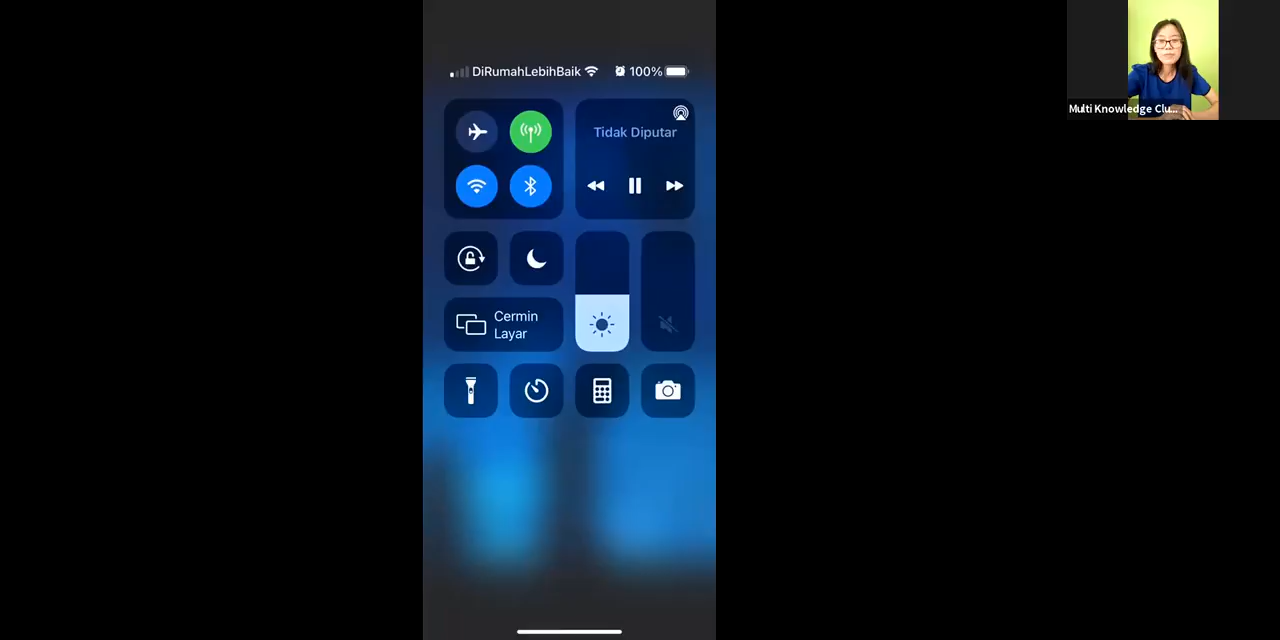 DiRumahLebihBaik 100%
Tidak Diputar
Cermin
Layar
Multi Knowledge Clu...